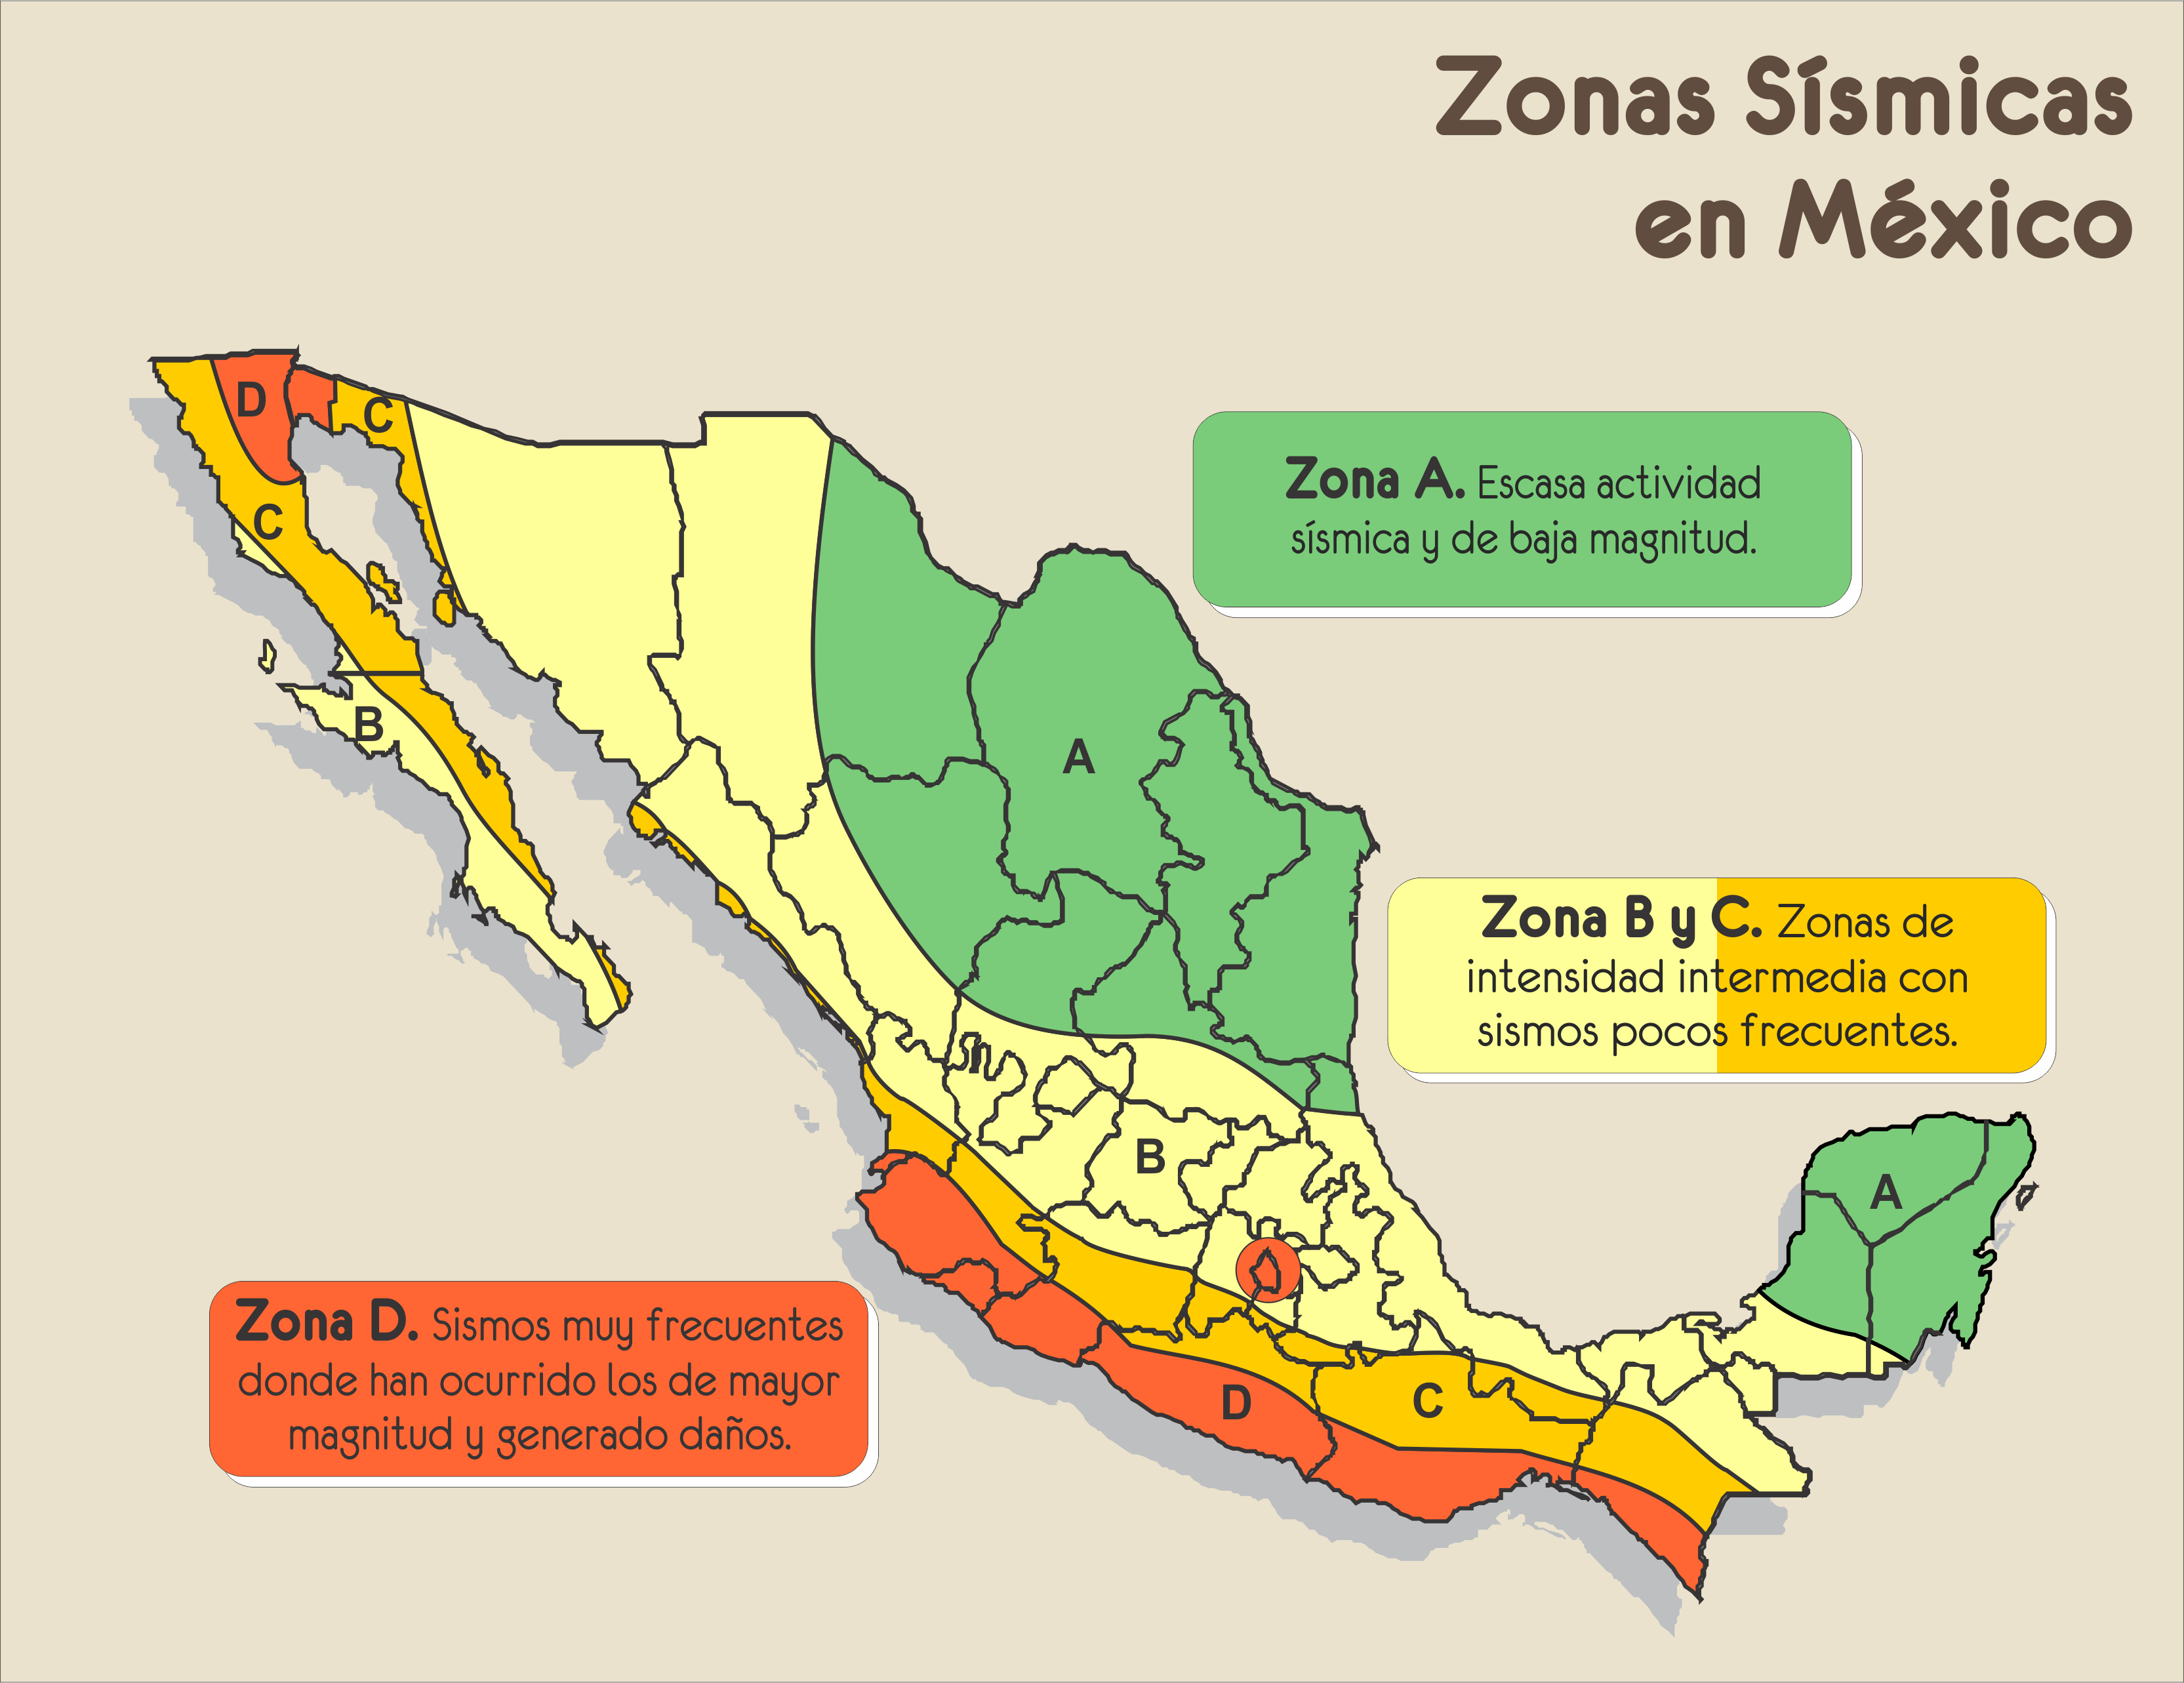 Zonas Sísmicas
en México
D
C
C
Zona A. Escasa actividad
sísmica y de baja magnitud.
B
A
Zona B y C. Zonas de
intensidad intermedia con
sismos pocos frecuentes.
B
A
Zona D. Sismos muy frecuentes
donde han ocurrido los de mayor
magnitud y generado daños.
D
C